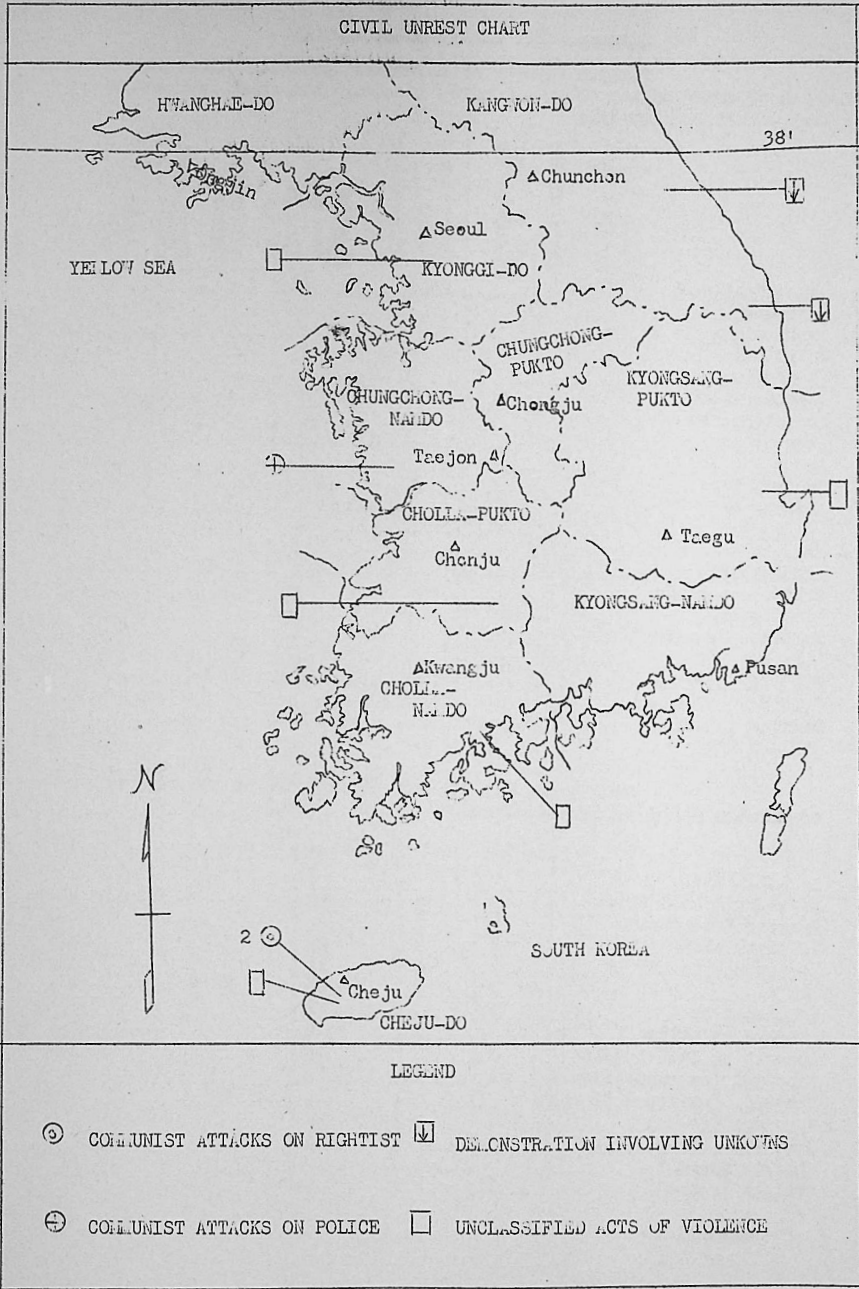 CIVIL UNREST CHART
HWANGHAE-DO
KANGWON-DO
38'
Chunchon
Seoul
YELLOW SEA
KYONGGI-DO
CHUNGCHONG-
PUKTO
KYONGSANG-
PUKTO
CHUNGCHONG-
NAMDO
Chongju
Taejon
CHOLLA-PUKTO
Taegu
Chonju
KYONGSANG-NAMDO
Kwangju
Pusan
CHOLLA-
NAMDO
N
2
SOUTH KOREA
Cheju
CHEJU-DO
LEGEND
COMMUNIST ATTACKS ON RIGHTIST
DEMONSTRATION INVOLVING UNKOWNS
COMMUNIST ATTACKS ON POLICE
UNCLASSIFIED ACTS OF VIOLENCE